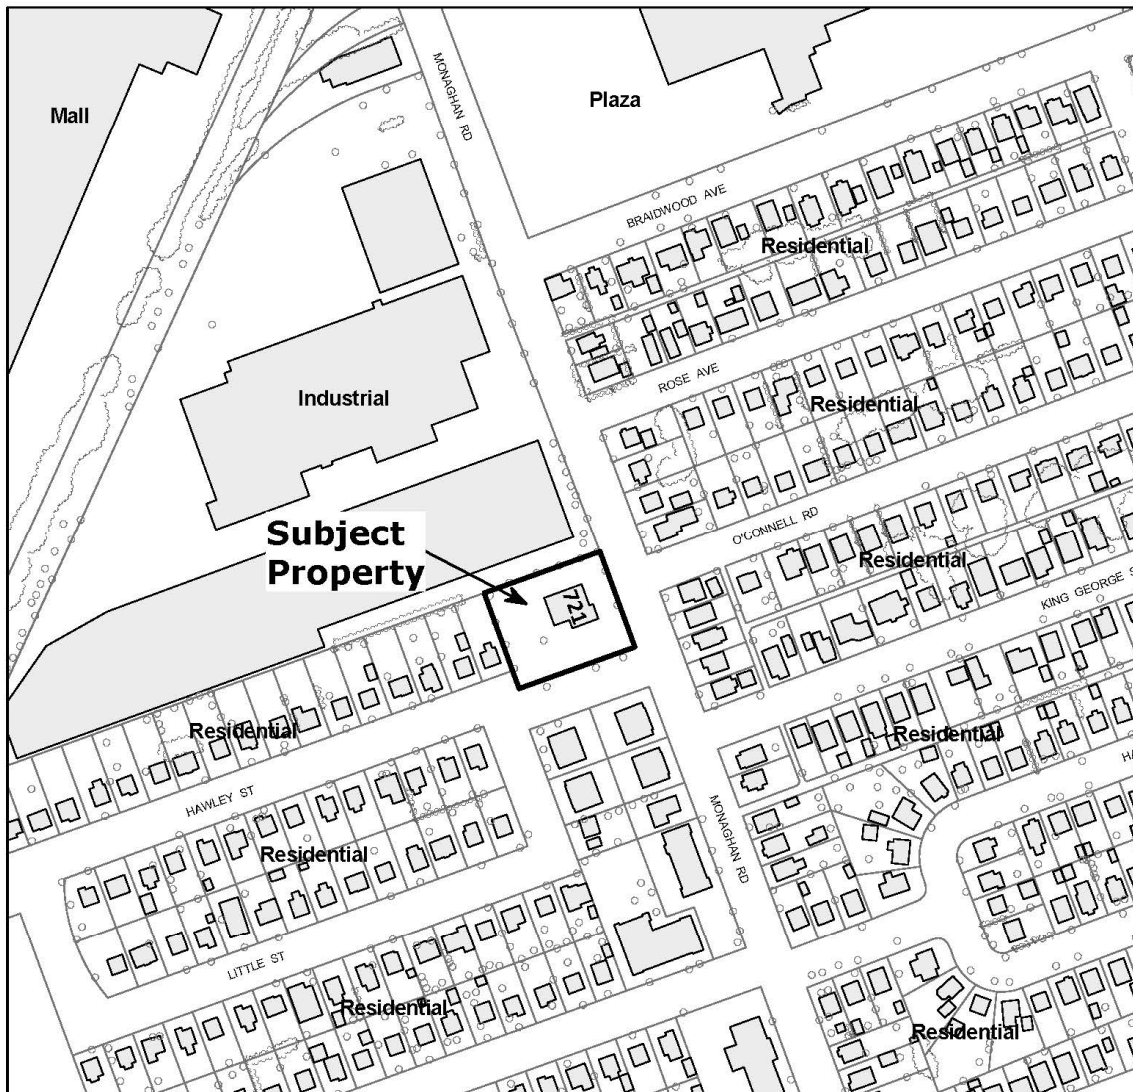 MONAGHAN RD
Mall
Plaza
BRAIDWOOD AVE
Residential
ROSE AVE
Industrial
Residential
O'CONNELL RD
Subject
Property
Residential
721
KING GEORGE S
Residential
Residential
HAWLEY ST
HA
MONAGHAN RD
Residential
LITTLE ST
Residential
Residential